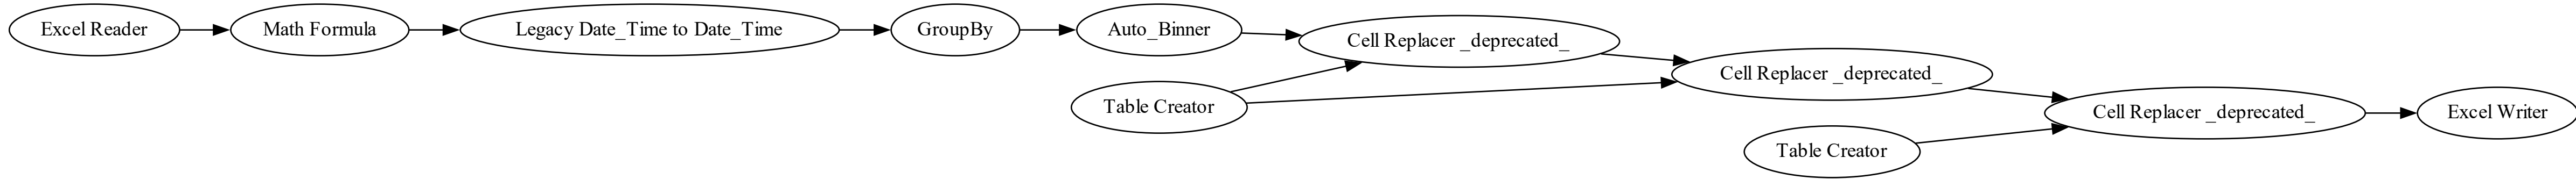 Excel Reader
Math Formula
Legacy Date_Time to Date_Time
GroupBy
Auto_Binner
Cell Replacer _deprecated_
Table Creator
Cell Replacer _deprecated_
Table Creator
Cell Replacer _deprecated_
Excel Writer